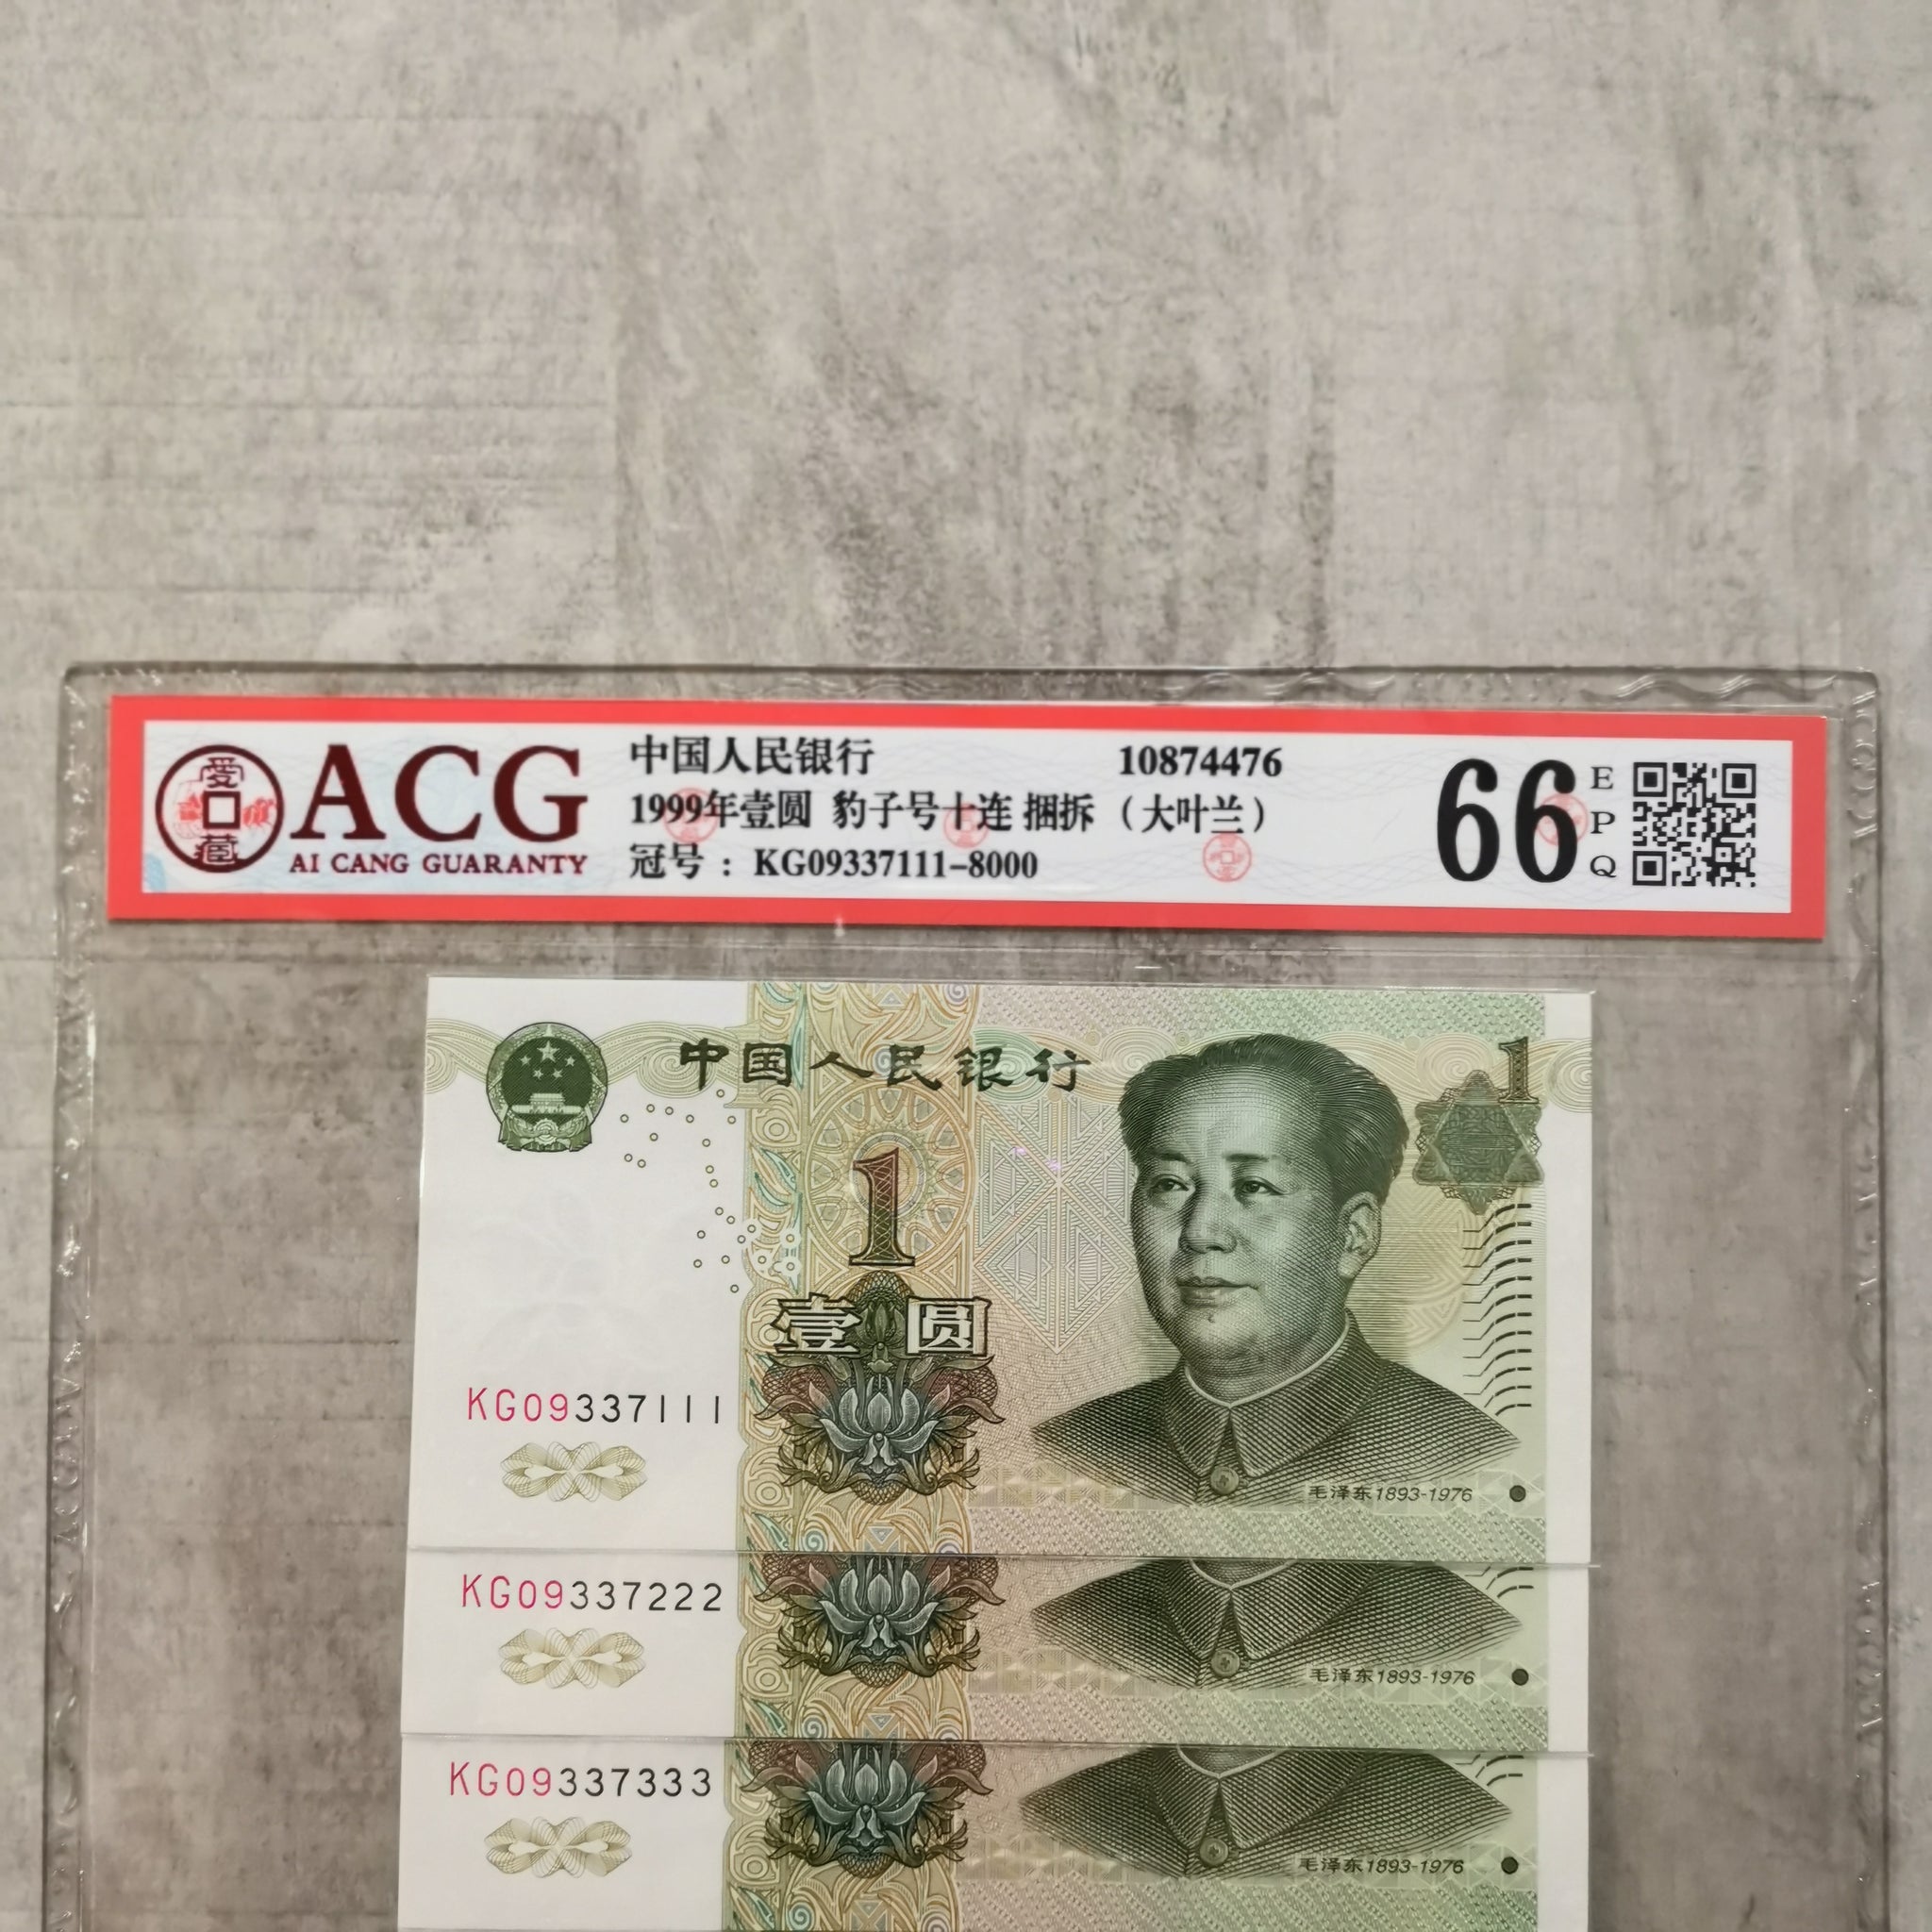 愛藏
ACG
AI CANG GUARANTY
中国人民银行 10874476
1999年壹圆 豹子号十连 捆拆（大叶兰）
冠号：KG09337111-8000
66
EPQ
中国人民银行
1
1
壹圆
KG09337111
毛泽东1893-1976
KG09337222
毛泽东1893-1976
KG09337333
毛泽东1893-1976